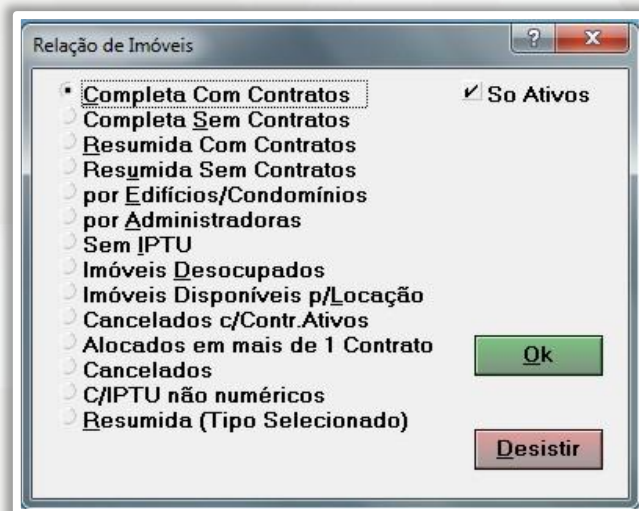 Relação de Imóveis
Completa Com Contratos
So Ativos
Completa Sem Contratos
Resumida Com Contratos
Resumida Sem Contratos
por Edifícios/Condomínios
por Administradoras
Sem IPTU
Imóveis Desocupados
Imóveis Disponíveis p/Locação
Cancelados c/Contr.Ativos
Alocados em mais de 1 Contrato
Cancelados
C/IPTU não numéricos
Resumida (Tipo Selecionado)
Ok
Desistir